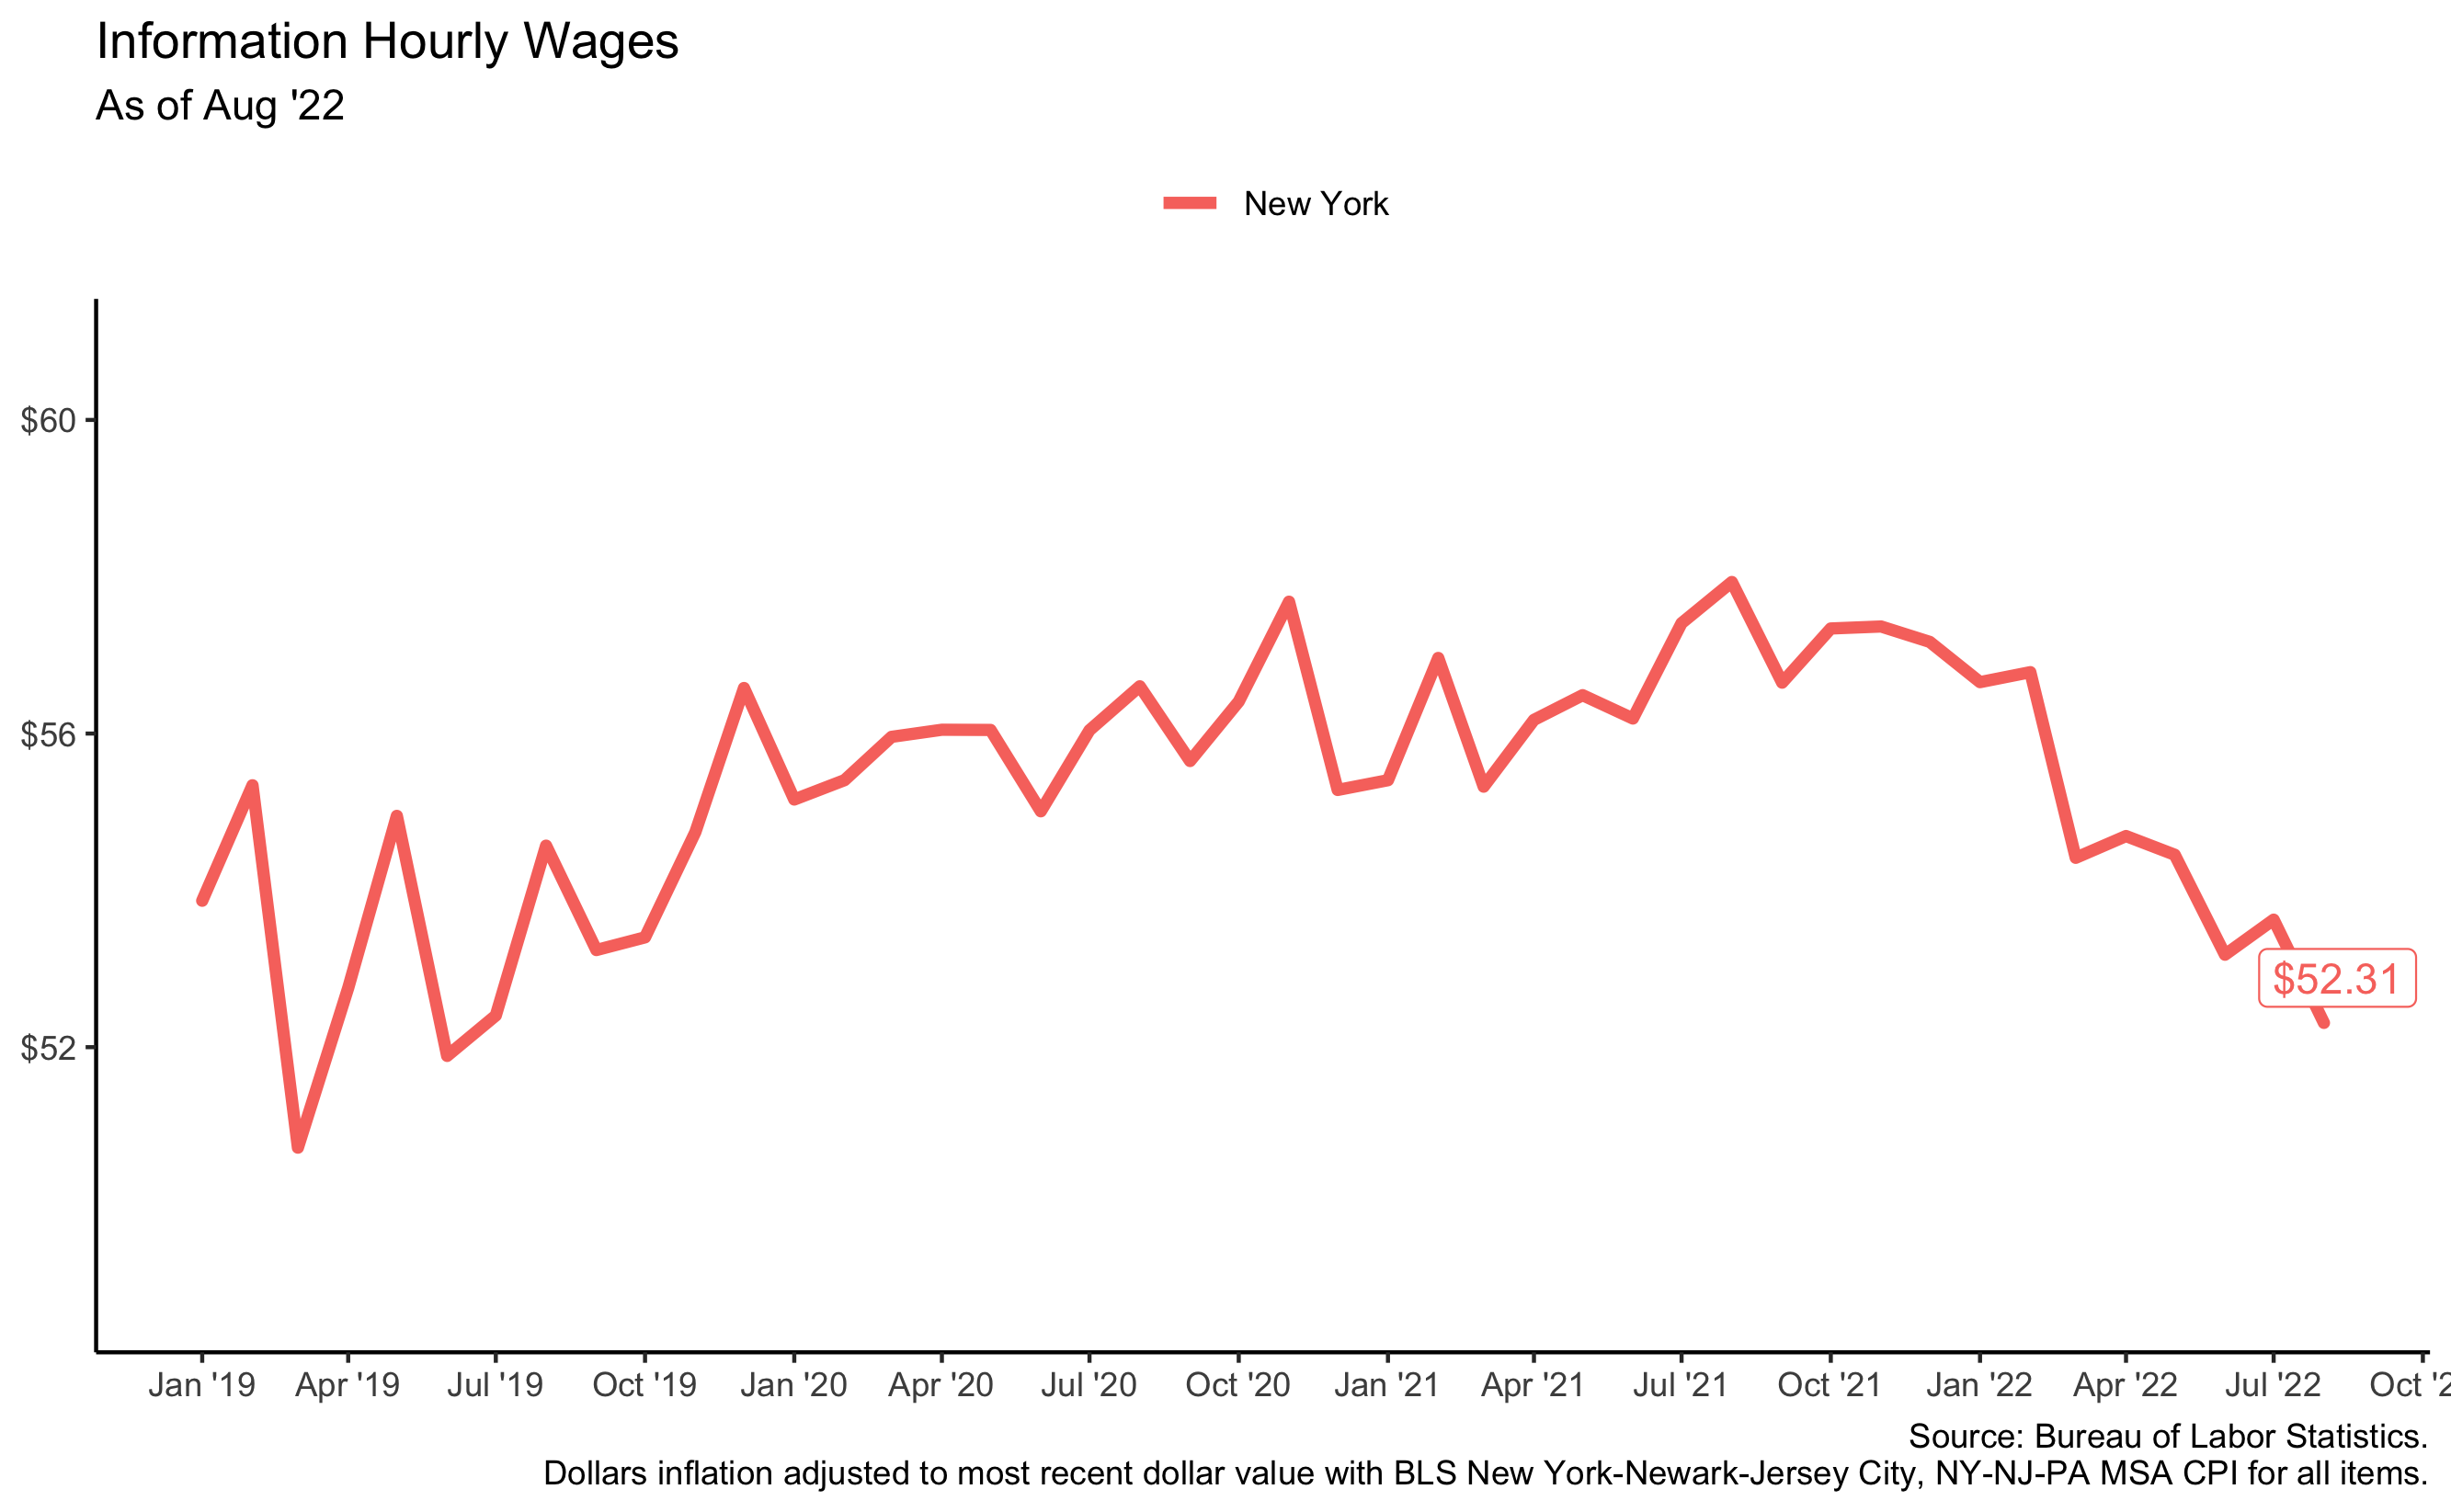 Information Hourly Wages
As of Aug '22
New York
$60
$56
$52
$52.31
Jan '19 Apr '19 Jul '19 Oct '19 Jan '20 Apr '20 Jul '20 Oct '20 Jan '21 Apr '21 Jul '21 Oct '21 Jan '22 Apr '22 Jul '22 Oct '2
Source: Bureau of Labor Statistics.
Dollars inflation adjusted to most recent dollar value with BLS New York-Newark-Jersey City, NY-NJ-PA MSA CPI for all items.